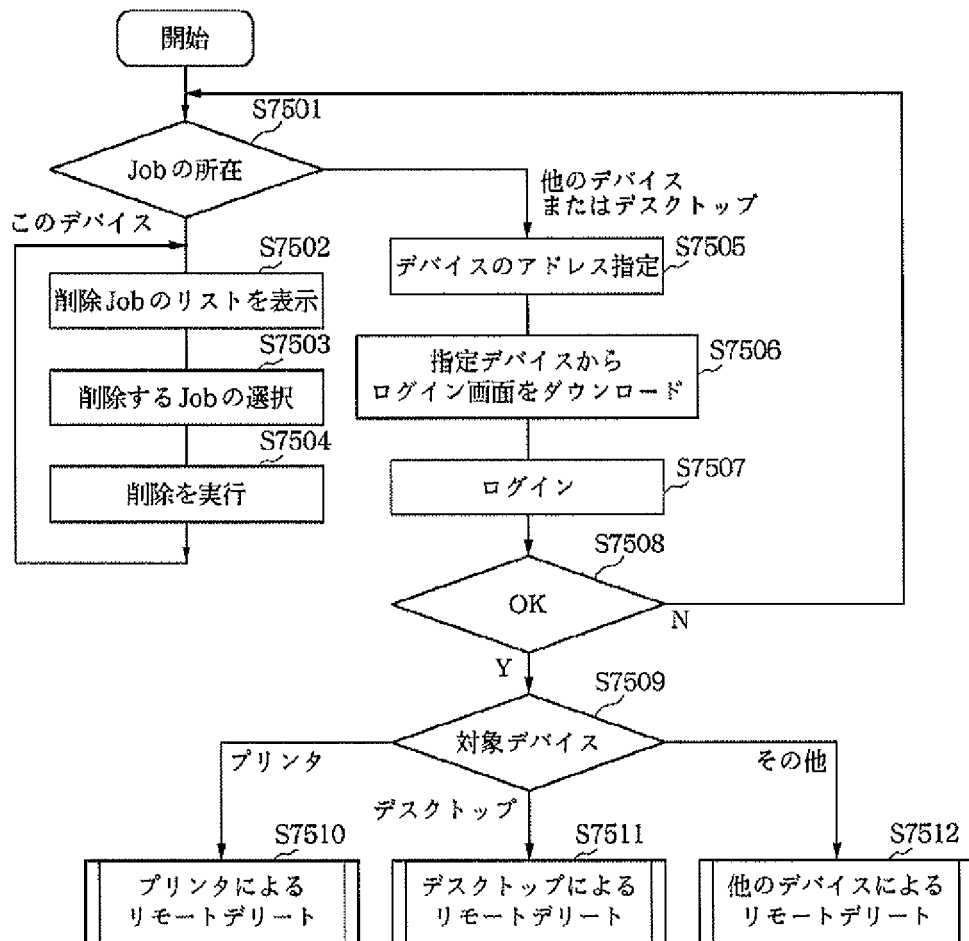 開始
S7501
Jobの所在
他のデバイス
またはデスクトップ
このデバイス
S7502
削除Jobのリストを表示
S7503
削除するJobの選択
S7504
削除を実行
S7505
デバイスのアドレス指定
S7506
指定デバイスから
ログイン画面をダウンロード
S7507
ログイン
S7508
OK
N
Y
S7509
対象デバイス
プリンタ
デスクトップ
その他
S7510
プリンタによる
リモートデリート
S7511
デスクトップによる
リモートデリート
S7512
他のデバイスによる
リモートデリート